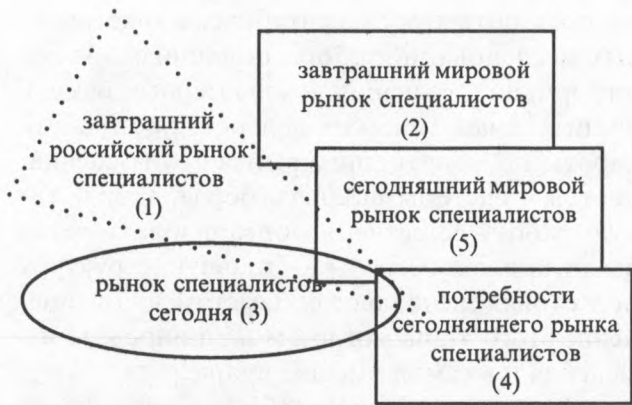 завтрашний мировой
рынок специалистов
(2)
завтрашний
российский рынок
специалистов
(1)
сегодняшний мировой
рынок специалистов
(5)
рынок специалистов
сегодня (3)
потребности
сегодняшнего рынка
специалистов
(4)